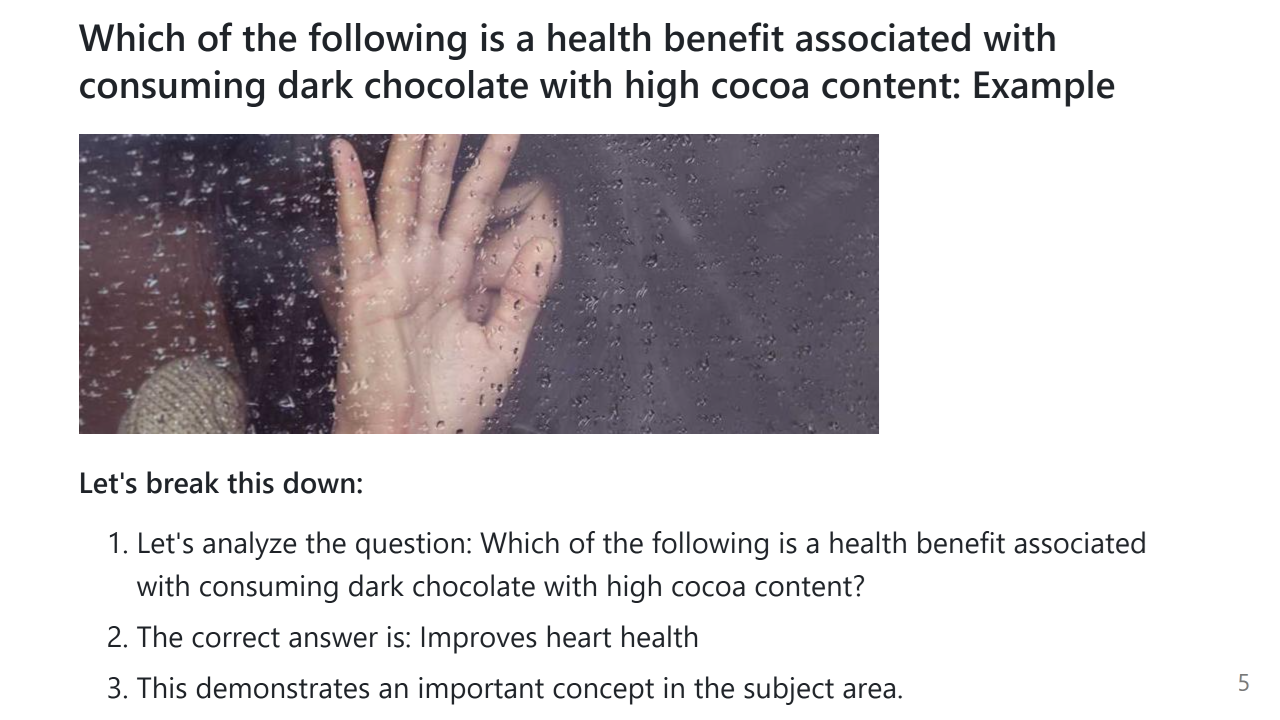 Which of the following is a health benefit associated with
consuming dark chocolate with high cocoa content: Example
Let's break this down:
1. Let's analyze the question: Which of the following is a health benefit associated
with consuming dark chocolate with high cocoa content?
2. The correct answer is: Improves heart health
3. This demonstrates an important concept in the subject area.
5